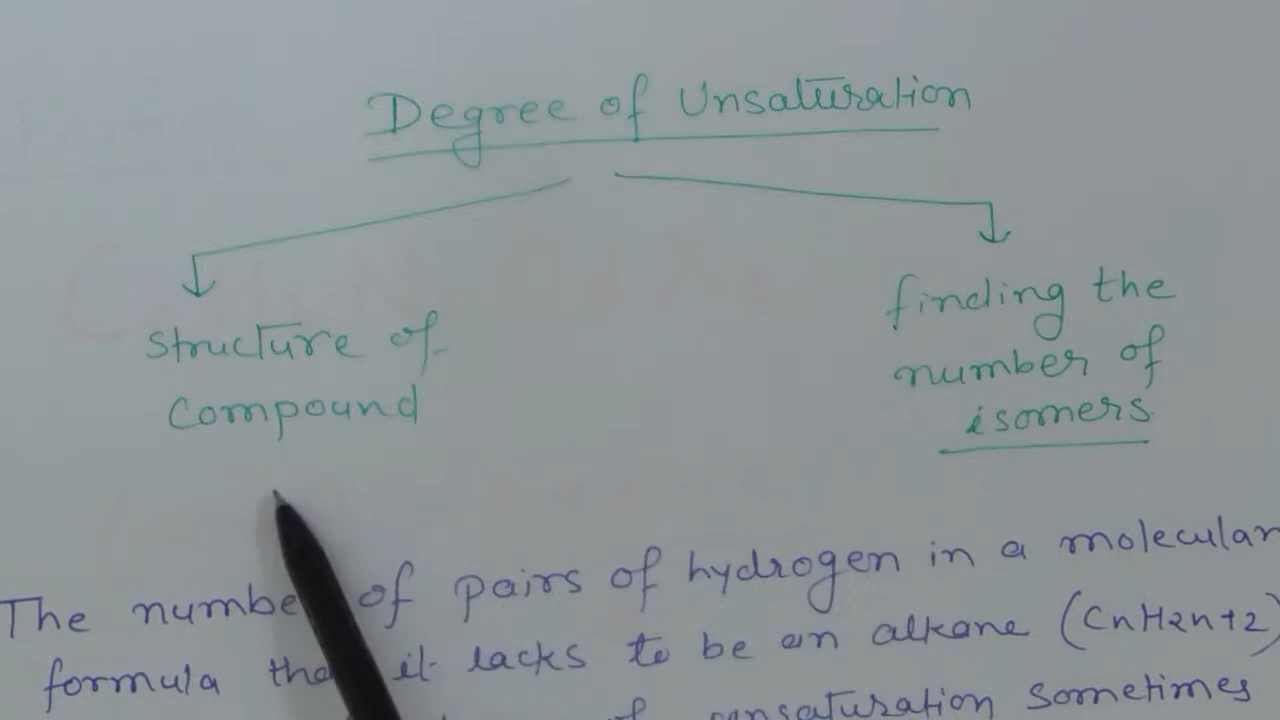 Degree of Unsaturation
Structure of
Compound
finding the
number of
isomers
The number of pairs of hydrogen in a molecular
formula that it lacks to be an alkane (CnH2n+2)
of unsaturation sometimes